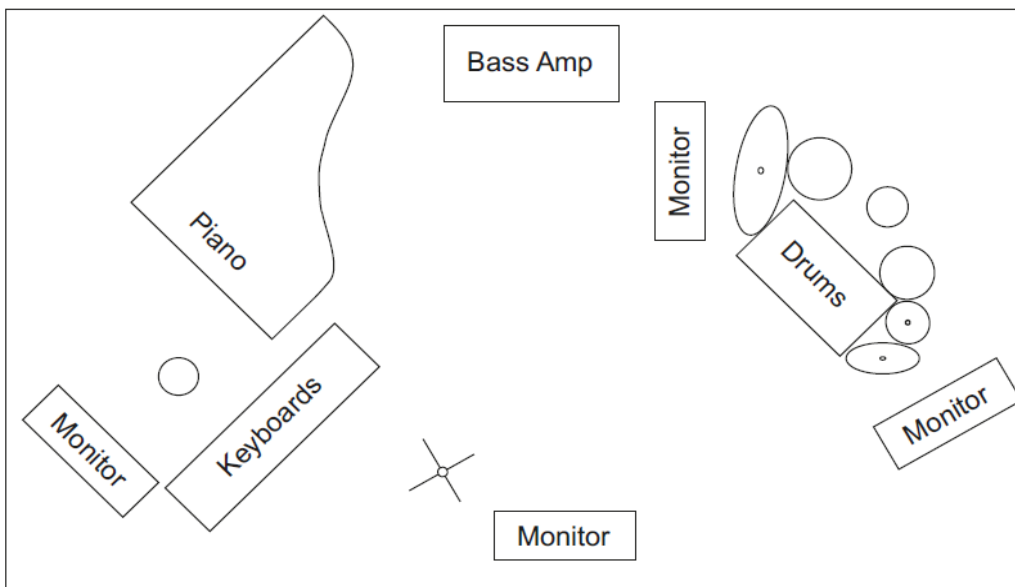 Bass Amp
Monitor
Piano
Drums
Keyboards
Monitor
Monitor
Monitor